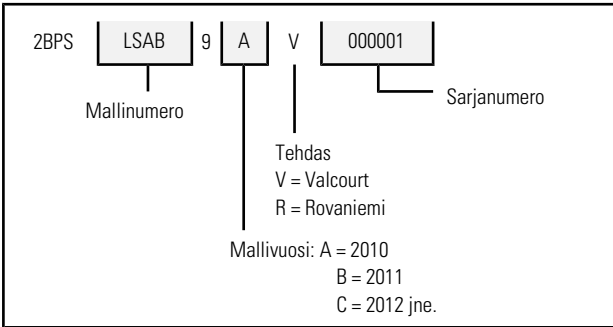 2BPS LSAB 9 A V 000001
Mallinumero
Sarjanumero
Tehdas
V = Valcourt
R = Rovaniemi
Mallivuosi: A = 2010
B = 2011
C = 2012 jne.